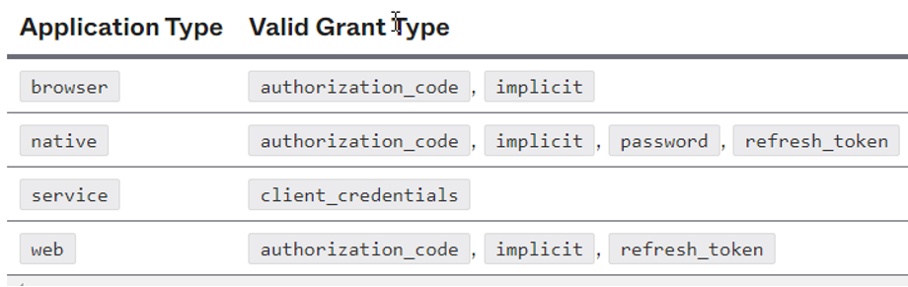 Application Type Valid Grant Type
browser authorization_code, implicit
native authorization_code, implicit, password, refresh_token
service client_credentials
web authorization_code, implicit, refresh_token